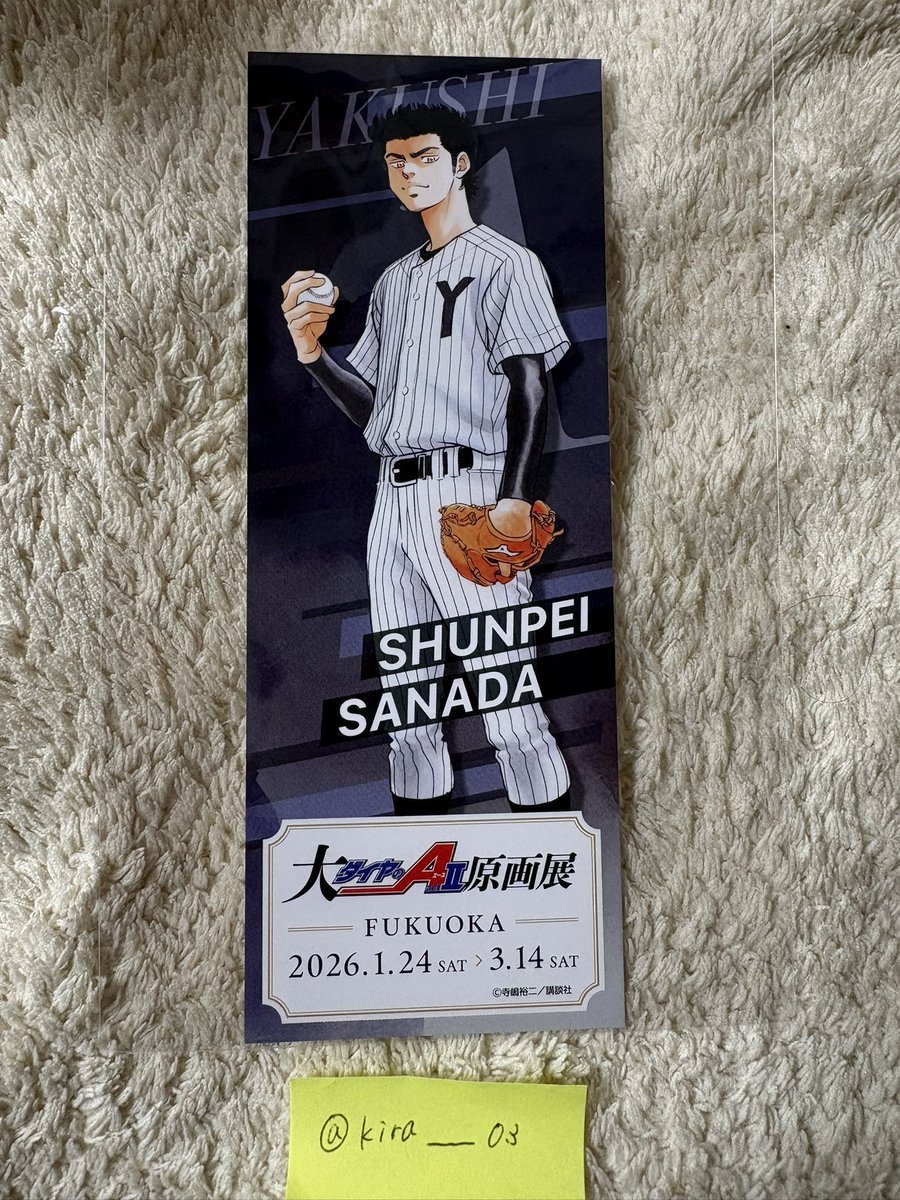 YAKUSHI
Y
SHUNPEI
SANADA
大ダイヤのAactII原画展
FUKUOKA
2026.1.24 SAT > 3.14 SAT
©寺嶋裕二/講談社
@kira__03